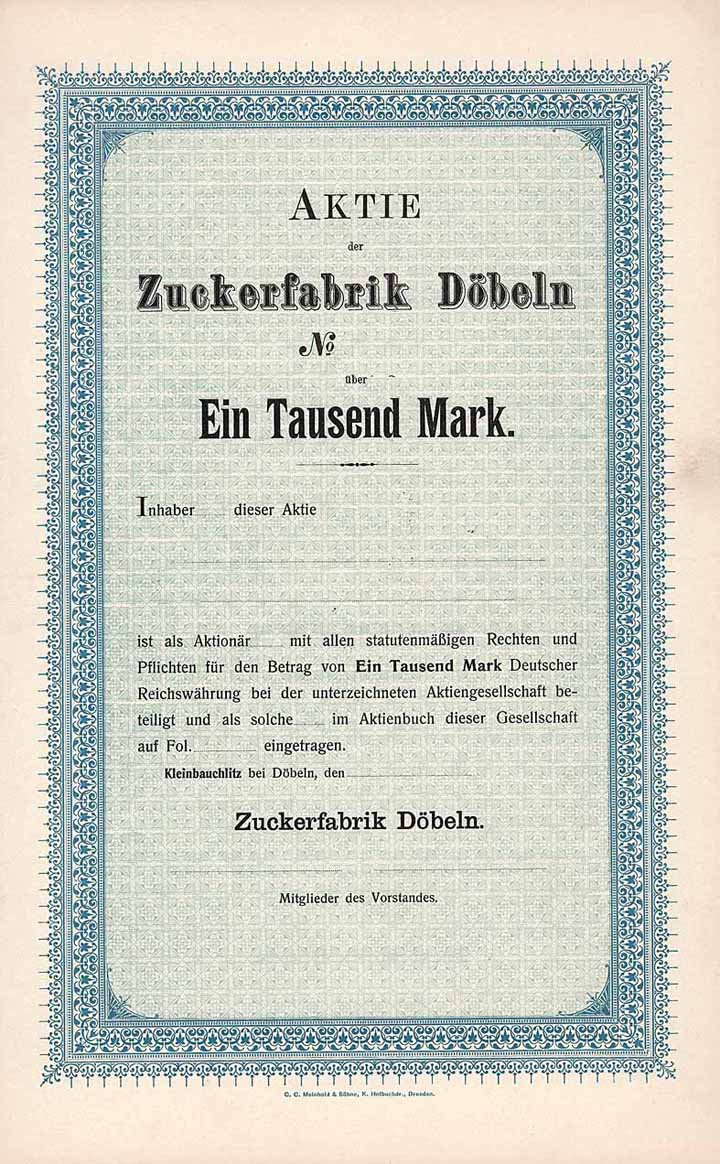 AKTIE
der
Zuckerfabrik Döbeln
№
über
Ein Tausend Mark.
Inhaber dieser Aktie
ist als Aktionär mit allen statutenmäßigen Rechten und
Pflichten für den Betrag von Ein Tausend Mark Deutscher
Reichswährung bei der unterzeichneten Aktiengesellschaft be-
teiligt und als solche im Aktienbuch dieser Gesellschaft
auf Fol. eingetragen.
Kleinbauchlitz bei Döbeln, den
Zuckerfabrik Döbeln.
Mitglieder des Vorstandes.
C. C. Meinhold & Söhne, K. Hofbuchdr., Dresden.